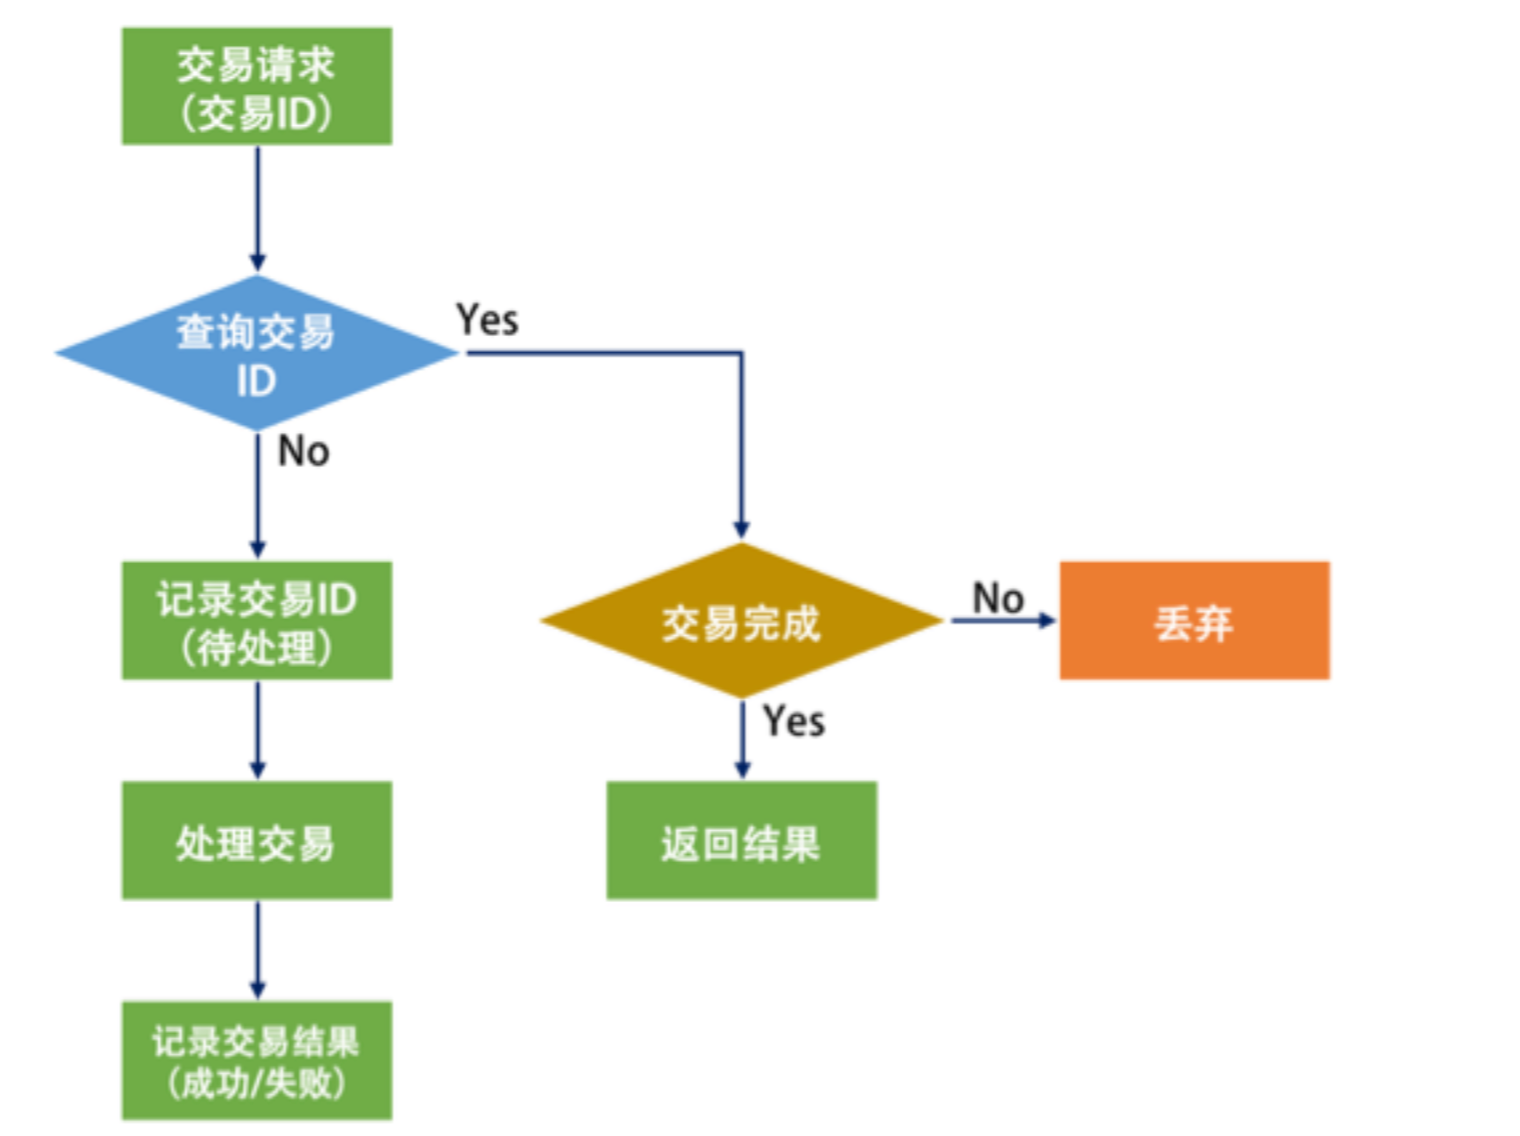 交易请求
（交易ID）
查询交易
ID
Yes
No
记录交易ID
（待处理）
交易完成
No
丢弃
Yes
处理交易
返回结果
记录交易结果
（成功/失败）